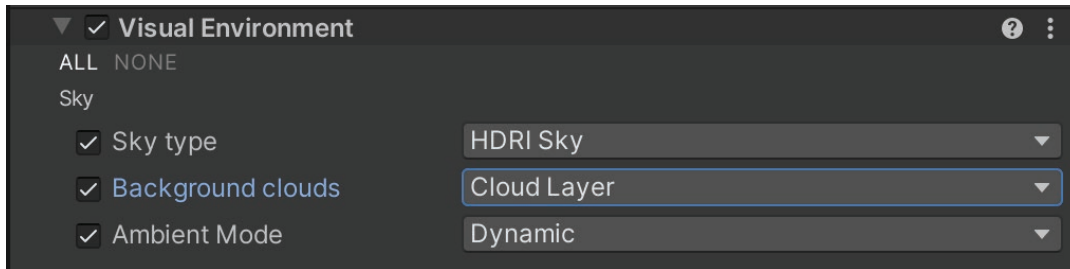 Visual Environment
ALL NONE
Sky
Sky type HDRI Sky
Background clouds Cloud Layer
Ambient Mode Dynamic